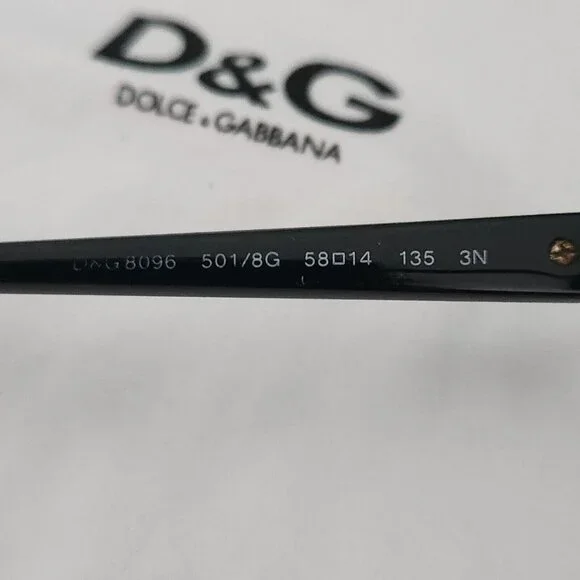 D&G
DOLCE & GABBANA
D&G 8096 501/8G 58□14 135 3N